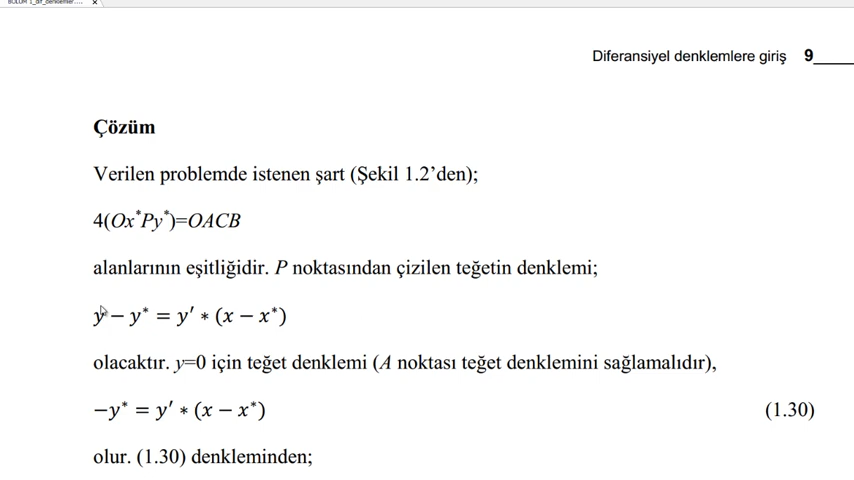 BÖLÜM 1_dif_denklemler.... x
Diferansiyel denklemlere giriş 9
Çözüm
Verilen problemde istenen şart (Şekil 1.2’den);
4(Ox*Py*)=OACB
alanlarının eşitliğidir. P noktasından çizilen teğetin denklemi;
y − y* = y′ ∗ (x − x*)
olacaktır. y=0 için teğet denklemi (A noktası teğet denklemini sağlamalıdır),
−y* = y′ ∗ (x − x*) (1.30)
olur. (1.30) denkleminden;